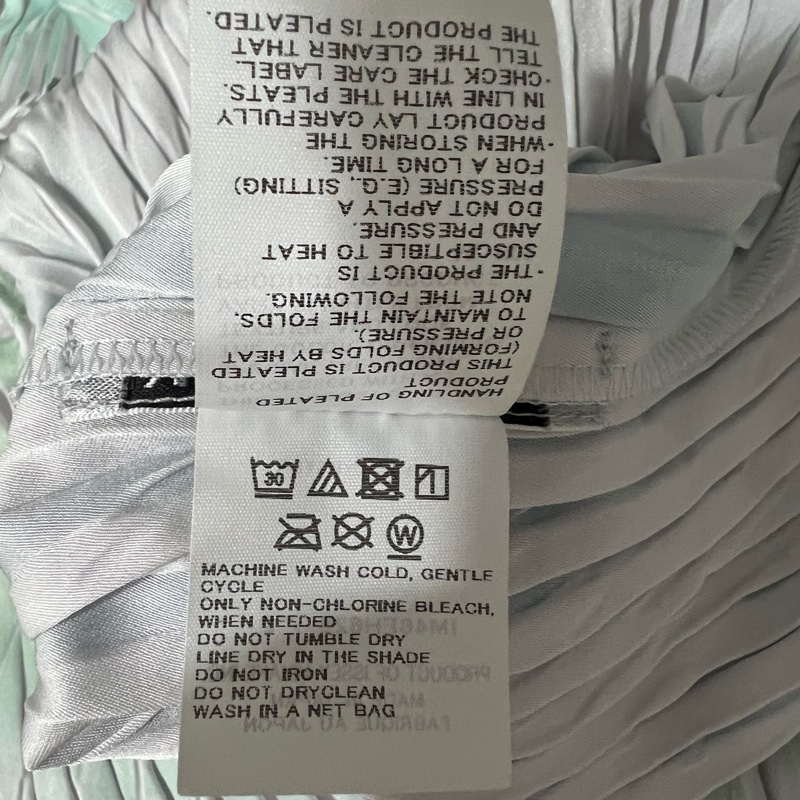 HANDLING OF PLEATED
PRODUCT
THIS PRODUCT IS PLEATED
(FORMING FOLDS BY HEAT
OR PRESSURE).
TO MAINTAIN THE FOLDS,
NOTE THE FOLLOWING.
・THE PRODUCT IS
SUSCEPTIBLE TO HEAT
AND PRESSURE.
DO NOT APPLY A
PRESSURE (E.G., SITTING)
FOR A LONG TIME.
・WHEN STORING THE
PRODUCT LAY CAREFULLY
IN LINE WITH THE PLEATS.
・CHECK THE CARE LABEL
TELL THE CLEANER THAT
THE PRODUCT IS PLEATED.
30
W
MACHINE WASH COLD, GENTLE
CYCLE
ONLY NON-CHLORINE BLEACH,
WHEN NEEDED
DO NOT TUMBLE DRY
LINE DRY IN THE SHADE
DO NOT IRON
DO NOT DRYCLEAN
WASH IN A NET BAG